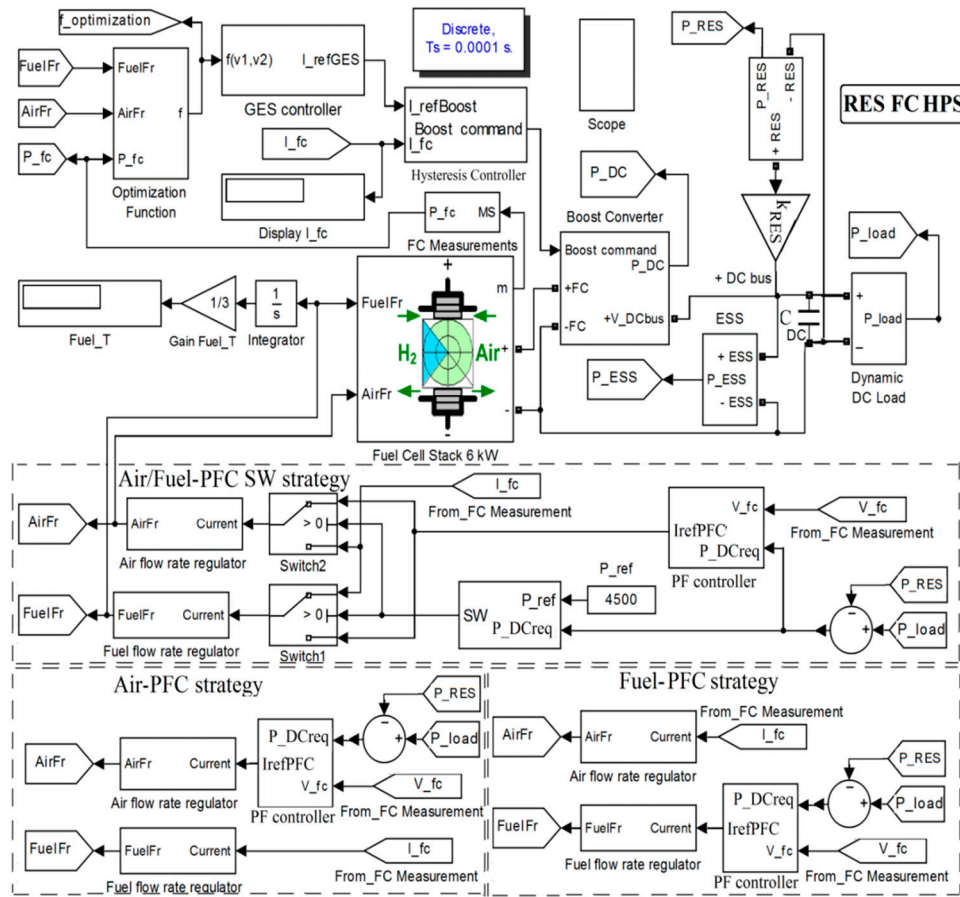 f_optimization
FuelFr
AirFr
P_fc
FuelFr
AirFr
P_fc
f
Optimization
Function
f(v1,v2)
I_refGES
GES controller
Discrete,
Ts = 0.0001 s.
Scope
P_RES
P_RES
- RES
+ RES
RES FC HPS
I_fc
I_refBoost
Boost command
I_fc
Hysteresis Controller
Display I_fc
P_fc
MS
FC Measurements
P_DC
Boost Converter
Boost command
P_DC
+FC
-FC
+V_DCbus
KRES
+ DC bus
P_load
C
DC
+
P_load
−
Dynamic
DC Load
ESS
+ ESS
P_ESS
- ESS
P_ESS
Fuel_T
1/3
Gain Fuel_T
1
s
Integrator
FuelFr
AirFr
+
m
H2
Air
+
-
-
Fuel Cell Stack 6 kW
Air/Fuel-PFC SW strategy
AirFr
AirFr
Current
Air flow rate regulator
> 0
Switch2
I_fc
From_FC Measurement
V_fc
IrefPFC
P_DCreq
PF controller
V_fc
From_FC Measurement
FuelFr
FuelFr
Current
Fuel flow rate regulator
> 0
Switch1
SW
P_ref
P_DCreq
P_ref
4500
−
+
P_RES
P_load
Air-PFC strategy
P_RES
−
+
P_load
AirFr
AirFr
Current
Air flow rate regulator
P_DCreq
IrefPFC
V_fc
PF controller
V_fc
From_FC Measurement
FuelFr
FuelFr
Current
Fuel flow rate regulator
I_fc
From_FC Measurement
Fuel-PFC strategy
From_FC Measurement
AirFr
AirFr
Current
I_fc
Air flow rate regulator
P_RES
−
+
P_load
FuelFr
FuelFr
Current
Fuel flow rate regulator
P_DCreq
IrefPFC
V_fc
PF controller
V_fc
From_FC Measurement